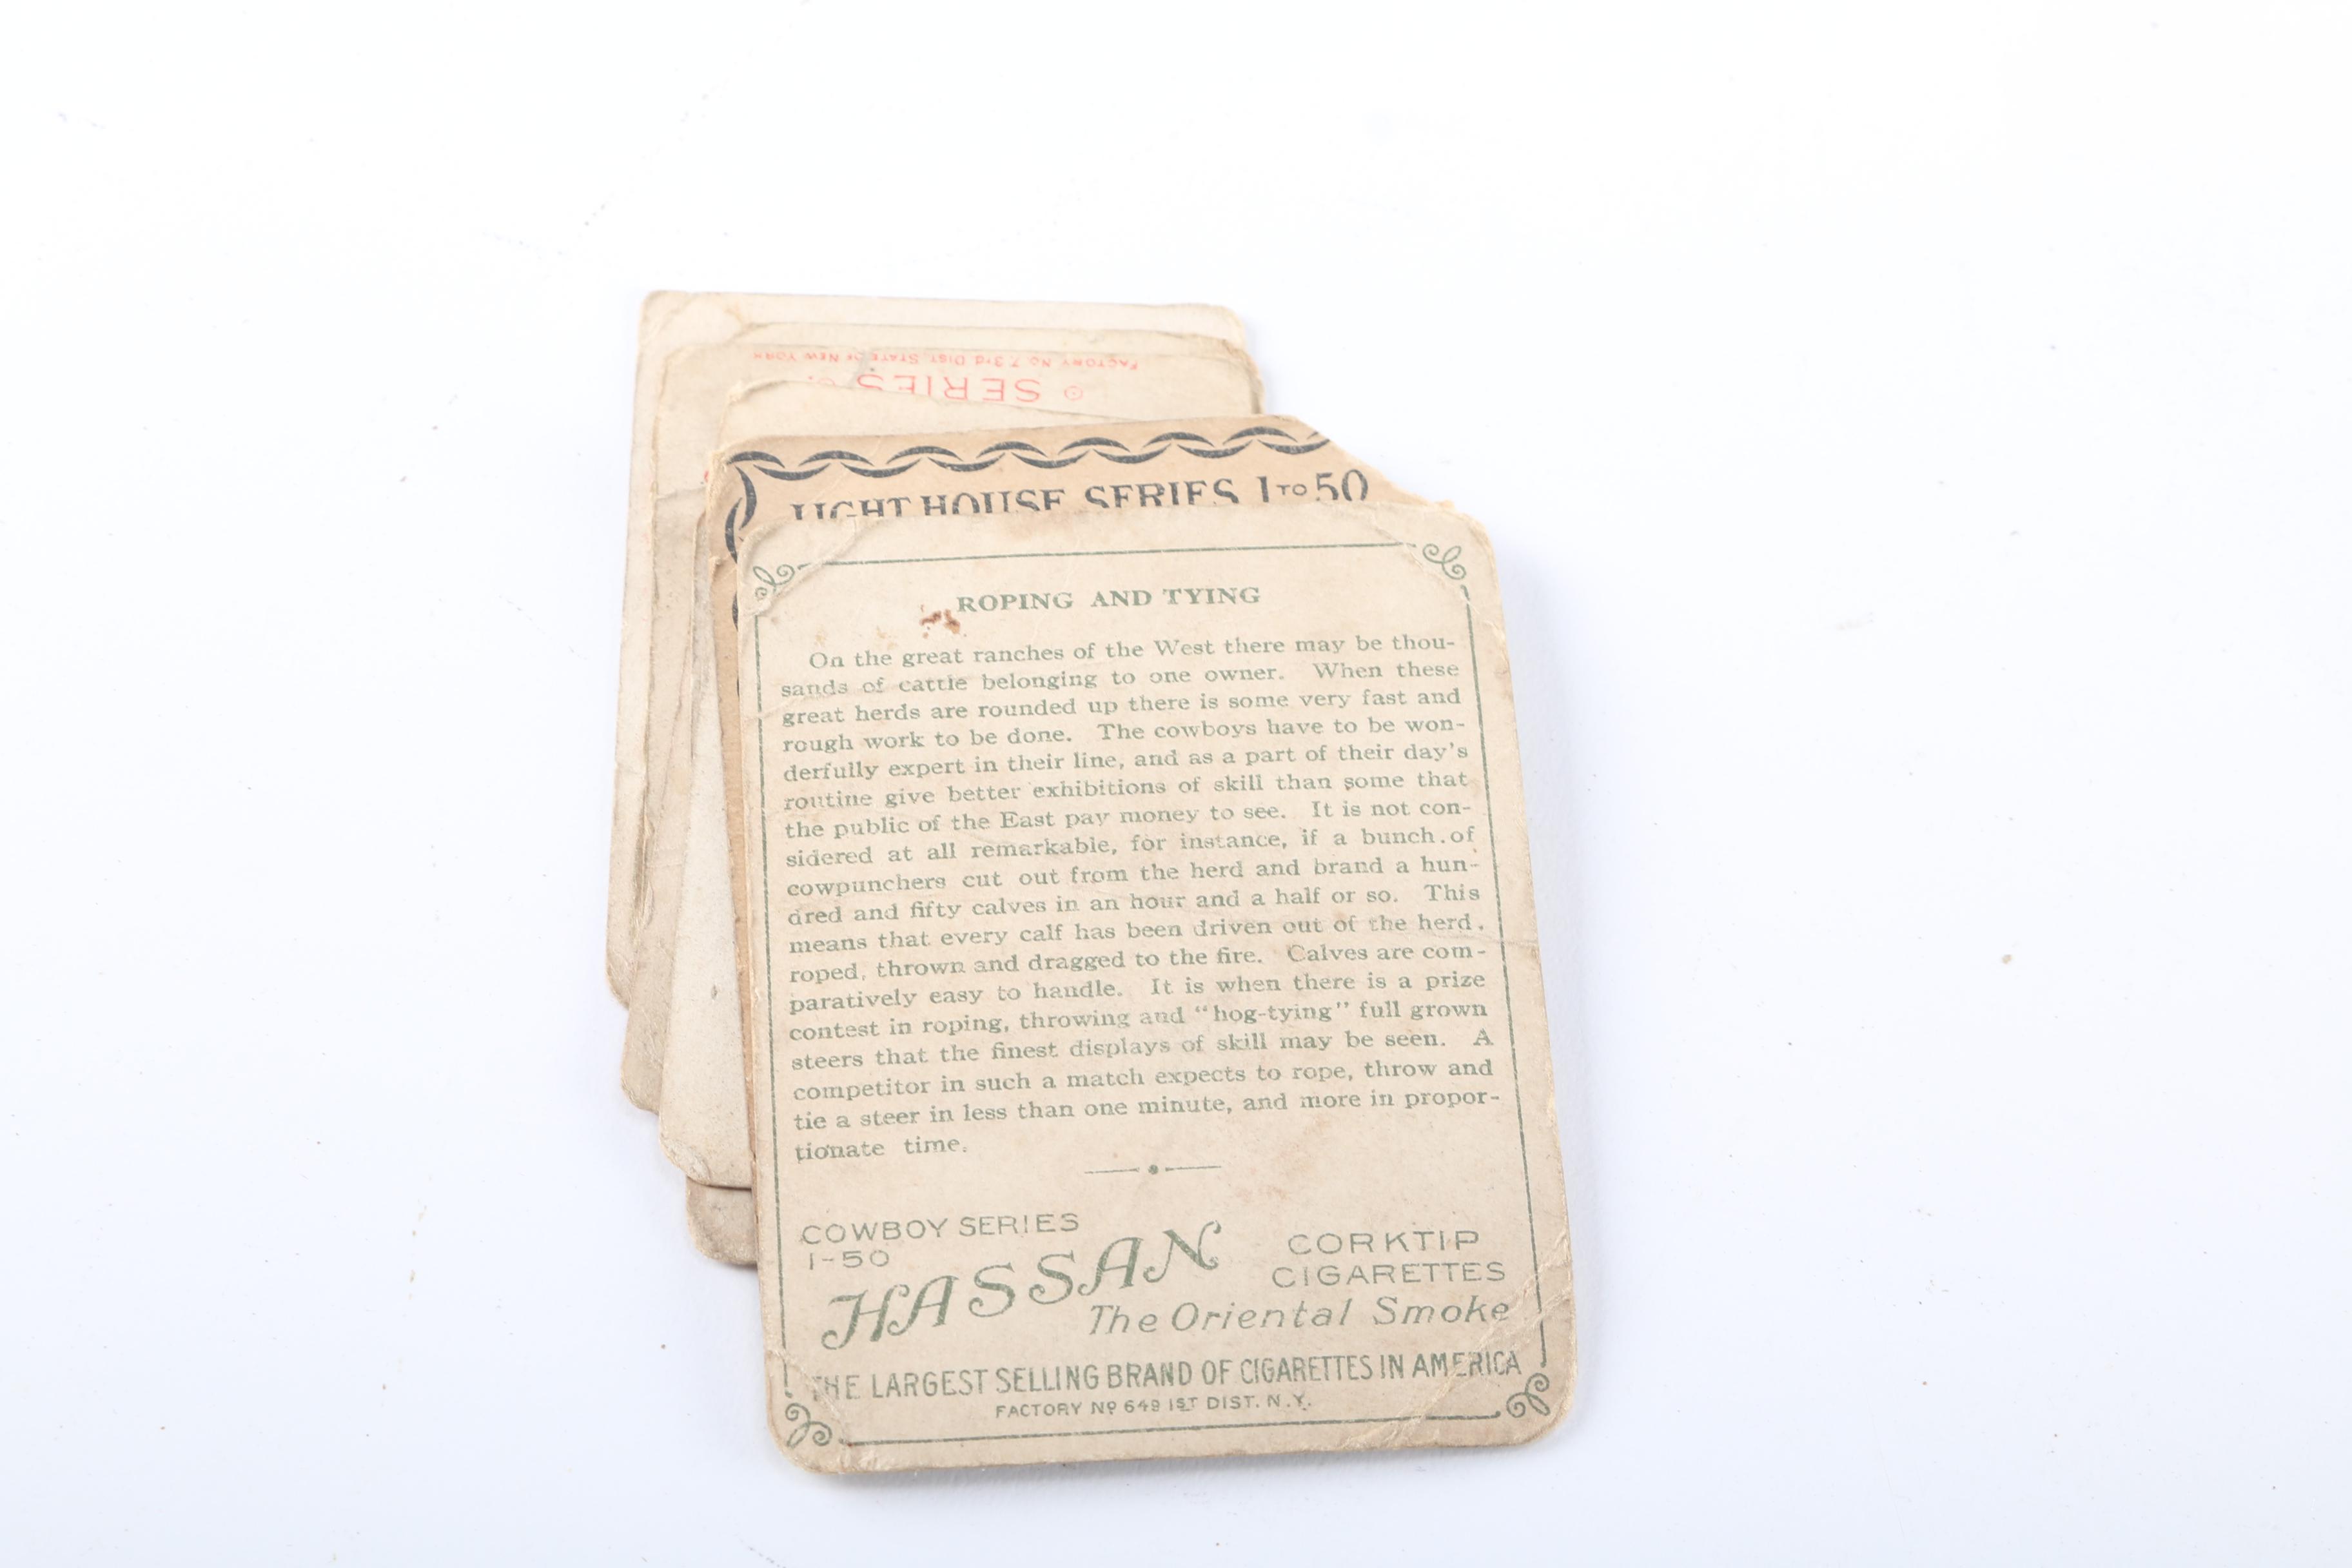 FACTORY No 7 3rd DIST. STATE OF NEW YORK
SERIES
LIGHT HOUSE SERIES 1 TO 50
ROPING AND TYING
On the great ranches of the West there may be thou-
sands of cattle belonging to one owner. When these
great herds are rounded up there is some very fast and
rough work to be done. The cowboys have to be won-
derfully expert in their line, and as a part of their day's
routine give better exhibitions of skill than some that
the public of the East pay money to see. It is not con-
sidered at all remarkable, for instance, if a bunch of
cowpunchers cut out from the herd and brand a hun-
dred and fifty calves in an hour and a half or so. This
means that every calf has been driven out of the herd,
roped, thrown and dragged to the fire. Calves are com-
paratively easy to handle. It is when there is a prize
contest in roping, throwing and "hog-tying" full grown
steers that the finest displays of skill may be seen. A
competitor in such a match expects to rope, throw and
tie a steer in less than one minute, and more in propor-
tionate time.
COWBOY SERIES
1-50
HASSAN
CORK TIP
CIGARETTES
The Oriental Smoke
THE LARGEST SELLING BRAND OF CIGARETTES IN AMERICA
FACTORY No 649 1ST DIST. N.Y.